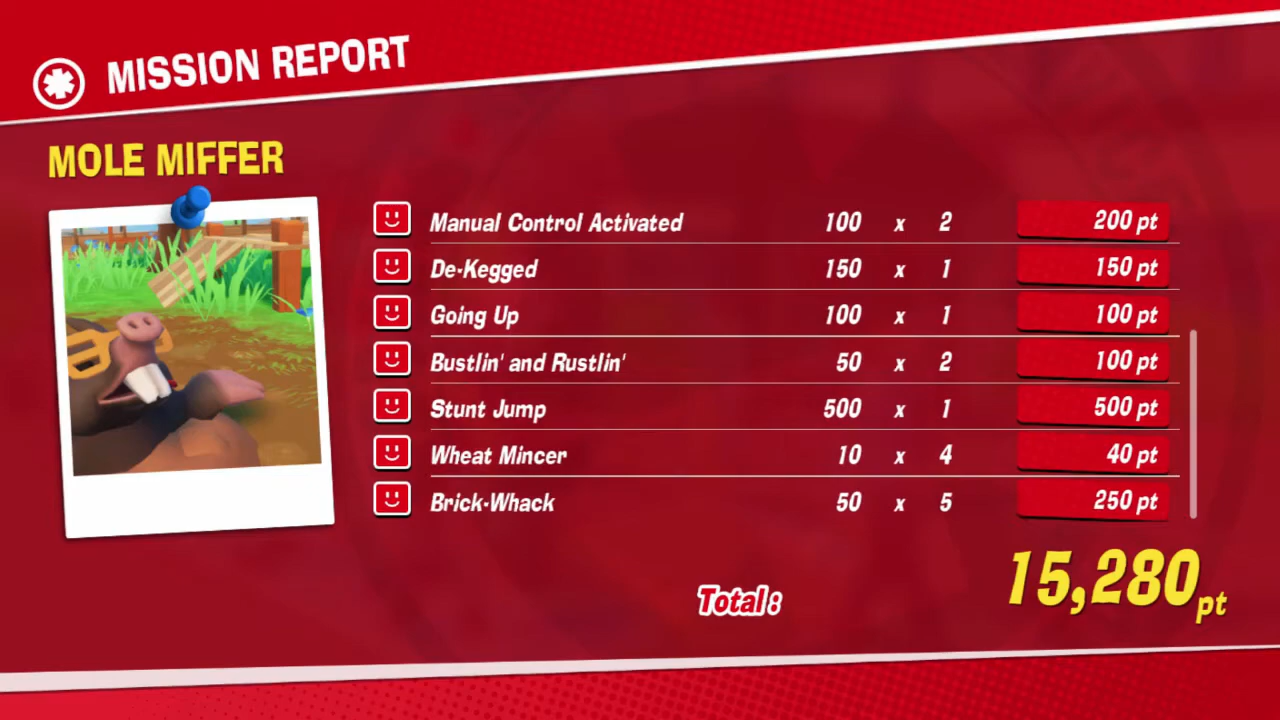 MISSION REPORT
MOLE MIFFER
Manual Control Activated 100 x 2 200 pt
De-Kegged 150 x 1 150 pt
Going Up 100 x 1 100 pt
Bustlin' and Rustlin' 50 x 2 100 pt
Stunt Jump 500 x 1 500 pt
Wheat Mincer 10 x 4 40 pt
Brick-Whack 50 x 5 250 pt
Total: 15,280 pt